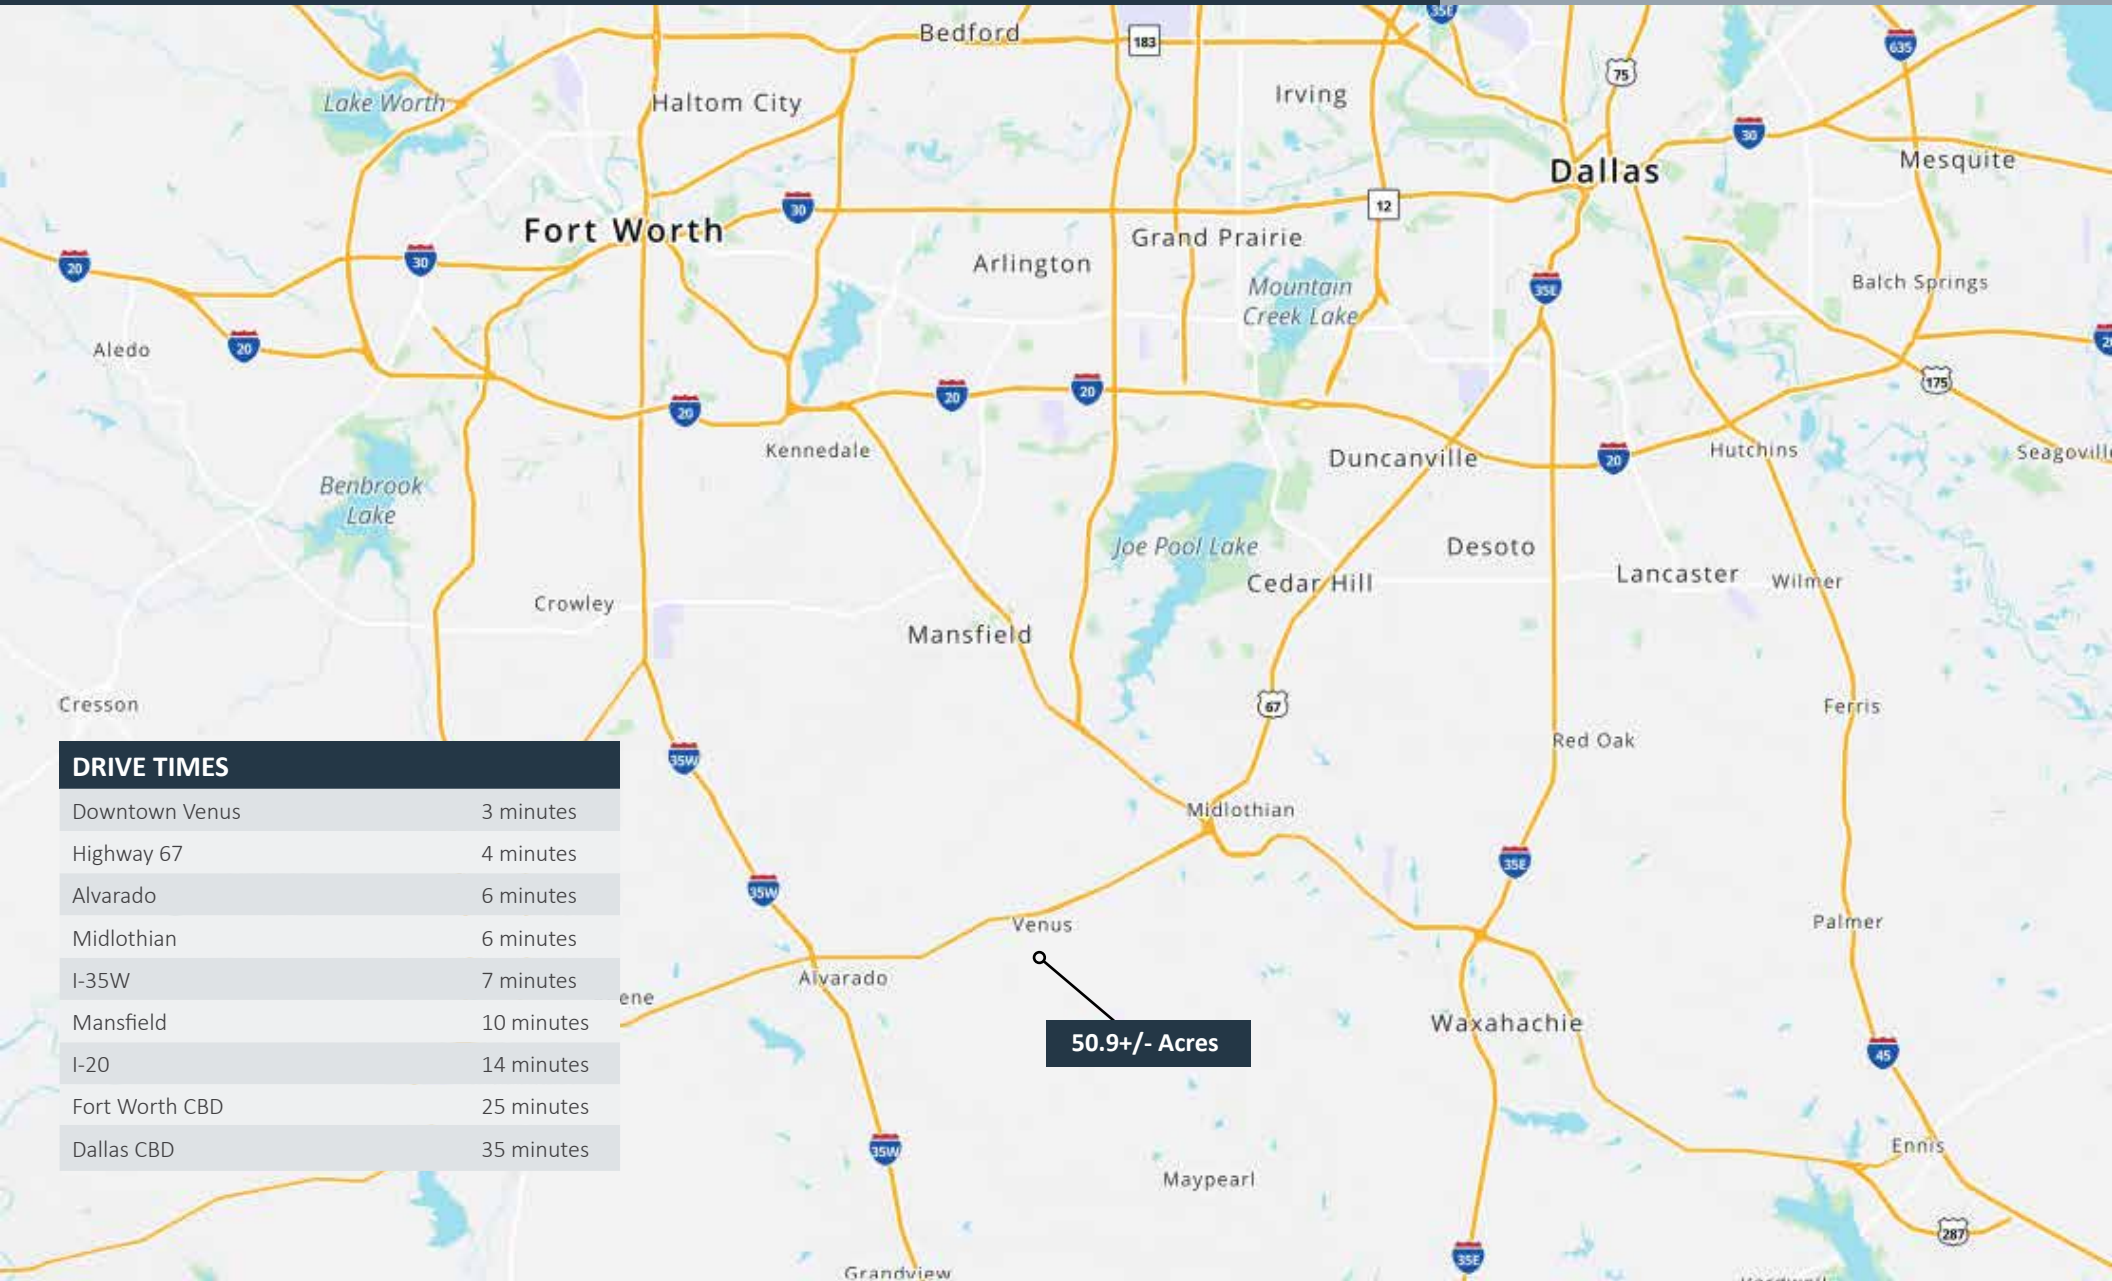 35E
Bedford
183
635
75
Lake Worth
Haltom City
Irving
30
Mesquite
Dallas
30
12
Fort Worth
Grand Prairie
20
30
Arlington
Balch Springs
Mountain
Creek Lake
35E
20
Aledo
175
20
20
20
Kennedale
Duncanville
20
Hutchins
Seagoville
Benbrook
Lake
Joe Pool Lake
Desoto
Cedar Hill
Lancaster
Wilmer
Crowley
Mansfield
Cresson
67
Ferris
Red Oak
35W
DRIVE TIMES
Downtown Venus 3 minutes
Highway 67 4 minutes
Alvarado 6 minutes
Midlothian 6 minutes
I-35W 7 minutes
Mansfield 10 minutes
I-20 14 minutes
Fort Worth CBD 25 minutes
Dallas CBD 35 minutes
Midlothian
35E
35W
Venus
Palmer
Alvarado
ene
Waxahachie
50.9+/- Acres
45
35W
Ennis
Maypearl
287
35E
Grandview